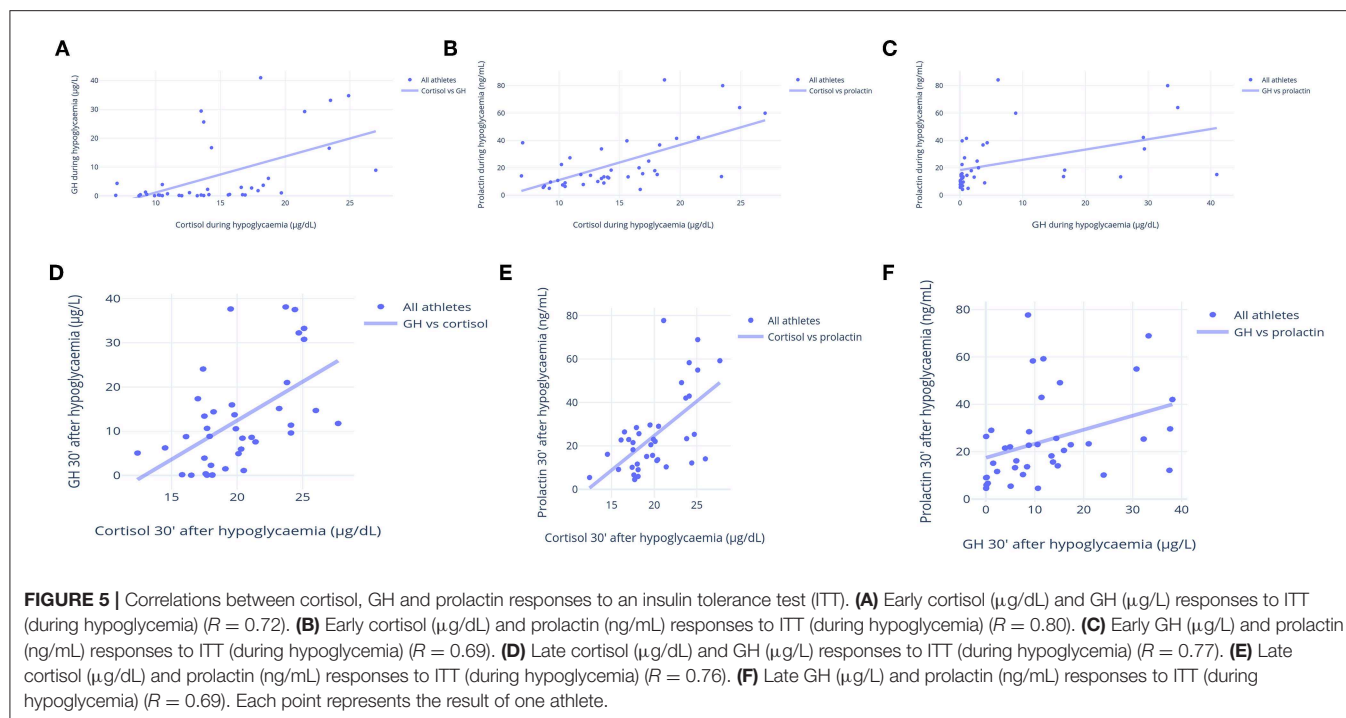 A
GH during hypoglycaemia (µg/L)
40
30
20
10
0
10
15
20
25
Cortisol during hypoglycaemia (µg/dL)
All athletes
Cortisol vs GH
B
Prolactin during hypoglycaemia (ng/mL)
80
60
40
20
0
10
15
20
25
Cortisol during hypoglycaemia (µg/dL)
All athletes
Cortisol vs prolactin
C
Prolactin during hypoglycaemia (ng/mL)
80
60
40
20
0
0
10
20
30
40
GH during hypoglycaemia (µg/dL)
All athletes
GH vs prolactin
D
GH 30' after hypoglycaemia (µg/L)
40
30
20
10
0
15
20
25
Cortisol 30' after hypoglycaemia (µg/dL)
All athletes
GH vs cortisol
E
Prolactin 30' after hypoglycaemia (ng/mL)
80
60
40
20
0
15
20
25
Cortisol 30' after hypoglycaemia (µg/dL)
All athletes
Cortisol vs prolactin
F
Prolactin 30' after hypoglycaemia (ng/mL)
80
60
40
20
0
0
10
20
30
40
GH 30' after hypoglycaemia (µg/L)
All athletes
GH vs prolactin
FIGURE 5 | Correlations between cortisol, GH and prolactin responses to an insulin tolerance test (ITT). (A) Early cortisol (µg/dL) and GH (µg/L) responses to ITT
(during hypoglycemia) (R = 0.72). (B) Early cortisol (µg/dL) and prolactin (ng/mL) responses to ITT (during hypoglycemia) (R = 0.80). (C) Early GH (µg/L) and prolactin
(ng/mL) responses to ITT (during hypoglycemia) (R = 0.69). (D) Late cortisol (µg/dL) and GH (µg/L) responses to ITT (during hypoglycemia) (R = 0.77). (E) Late
cortisol (µg/dL) and prolactin (ng/mL) responses to ITT (during hypoglycemia) (R = 0.76). (F) Late GH (µg/L) and prolactin (ng/mL) responses to ITT (during
hypoglycemia) (R = 0.69). Each point represents the result of one athlete.